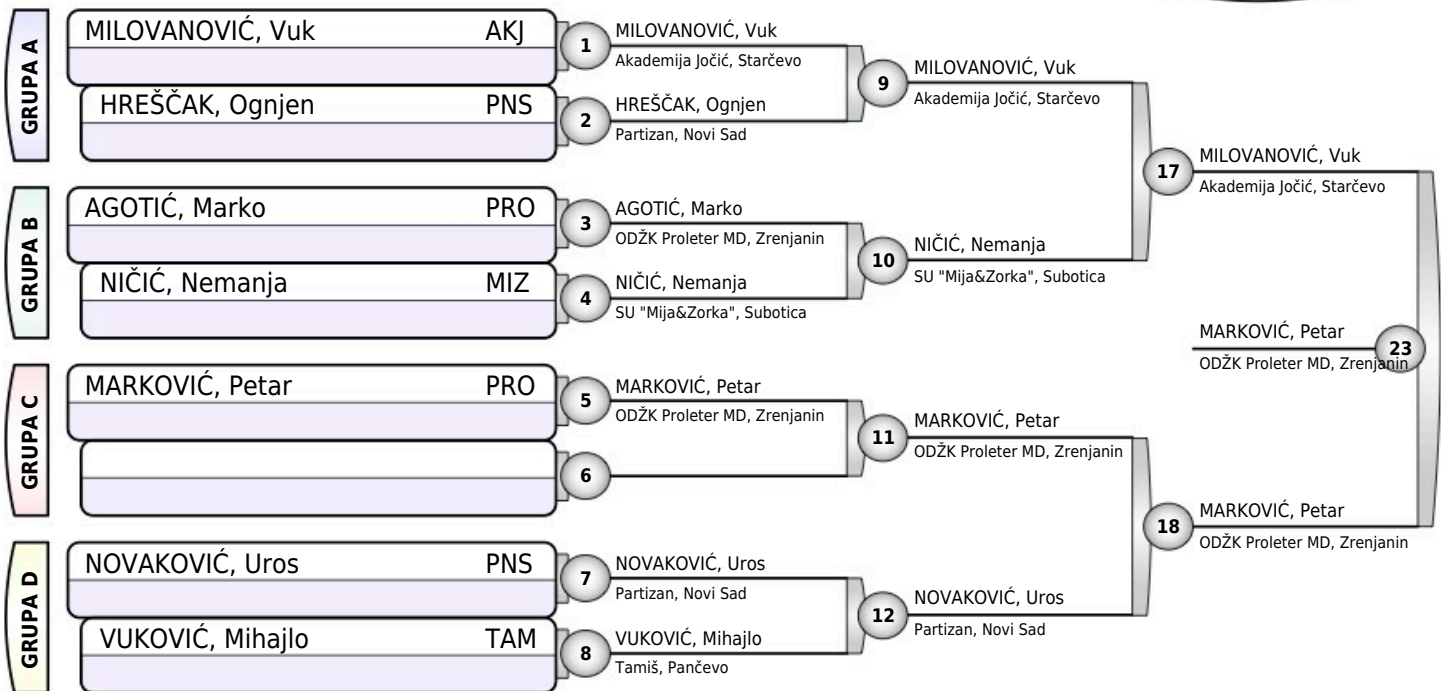 GRUPA A
MILOVANOVIĆ, Vuk AKJ
HREŠČAK, Ognjen PNS
1
MILOVANOVIĆ, Vuk
Akademija Jočić, Starčevo
2
HREŠČAK, Ognjen
Partizan, Novi Sad
9
MILOVANOVIĆ, Vuk
Akademija Jočić, Starčevo
GRUPA B
AGOTIĆ, Marko PRO
NIČIĆ, Nemanja MIZ
3
AGOTIĆ, Marko
ODŽK Proleter MD, Zrenjanin
4
NIČIĆ, Nemanja
SU "Mija&Zorka", Subotica
10
NIČIĆ, Nemanja
SU "Mija&Zorka", Subotica
17
MILOVANOVIĆ, Vuk
Akademija Jočić, Starčevo
GRUPA C
MARKOVIĆ, Petar PRO
5
MARKOVIĆ, Petar
ODŽK Proleter MD, Zrenjanin
6
11
MARKOVIĆ, Petar
ODŽK Proleter MD, Zrenjanin
GRUPA D
NOVAKOVIĆ, Uros PNS
VUKOVIĆ, Mihajlo TAM
7
NOVAKOVIĆ, Uros
Partizan, Novi Sad
8
VUKOVIĆ, Mihajlo
Tamiš, Pančevo
12
NOVAKOVIĆ, Uros
Partizan, Novi Sad
18
MARKOVIĆ, Petar
ODŽK Proleter MD, Zrenjanin
MARKOVIĆ, Petar
ODŽK Proleter MD, Zrenjanin
23